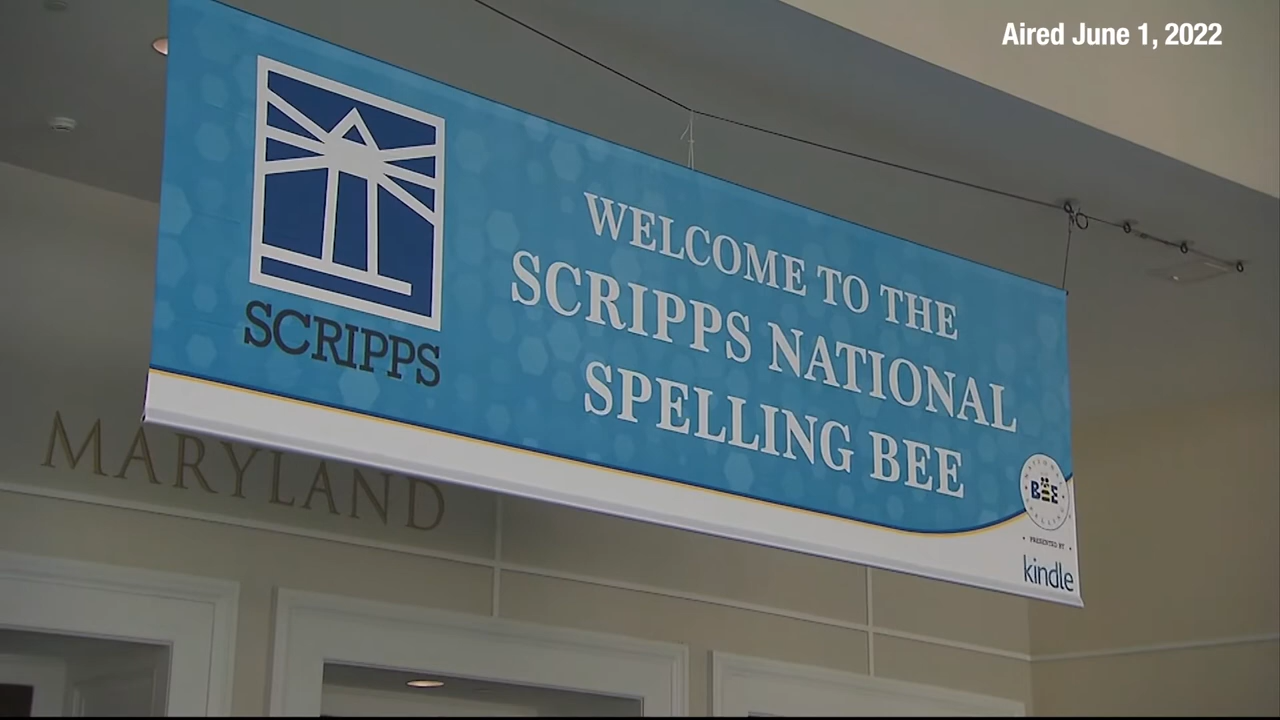 Aired June 1, 2022
SCRIPPS
WELCOME TO THE
SCRIPPS NATIONAL
SPELLING BEE
MARYLAND
BEE
PRESENTED BY
kindle